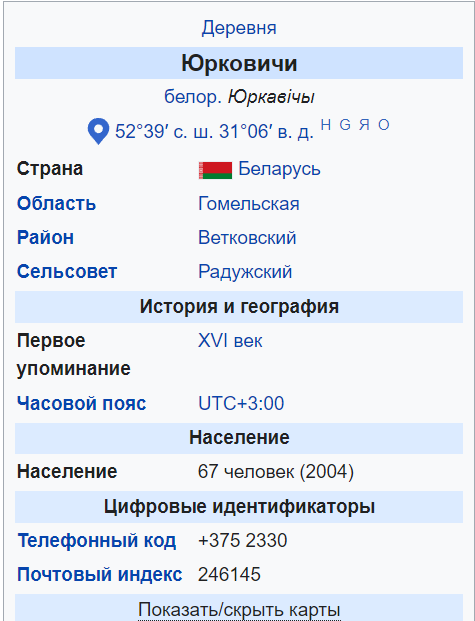 Деревня
Юрковичи
белор. Юркавічы
52°39′ с. ш. 31°06′ в. д. H G Я O
Страна Беларусь
Область Гомельская
Район Ветковский
Сельсовет Радужский
История и география
Первое XVI век
упоминание
Часовой пояс UTC+3:00
Население
Население 67 человек (2004)
Цифровые идентификаторы
Телефонный код +375 2330
Почтовый индекс 246145
Показать/скрыть карты